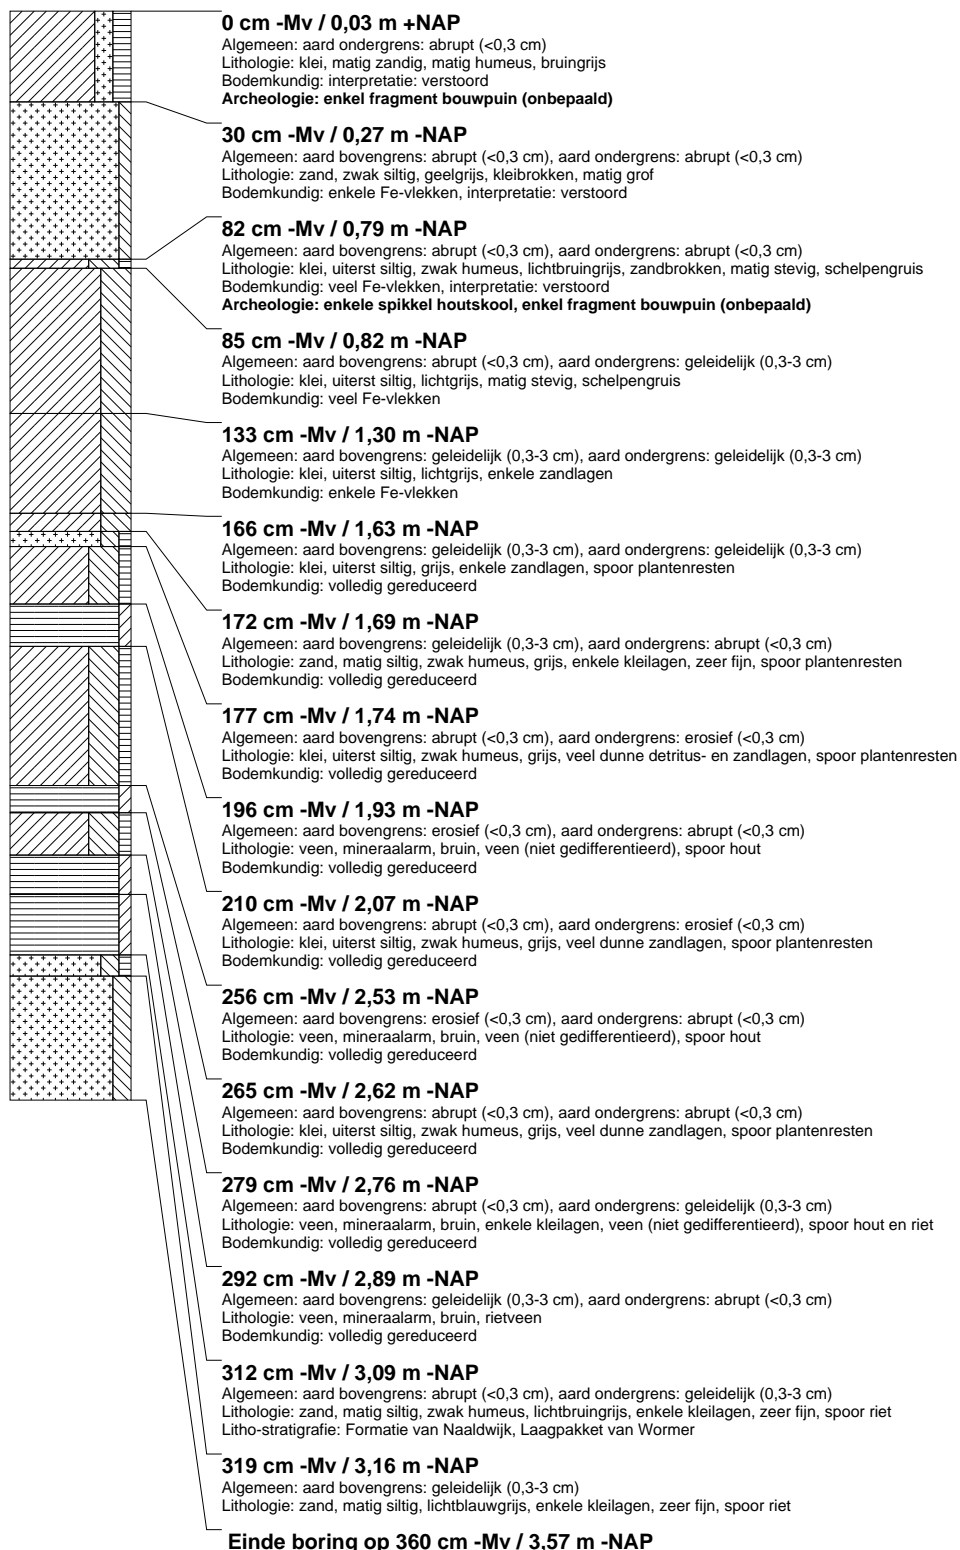 0 cm -Mv / 0,03 m +NAP
Algemeen: aard ondergrens: abrupt (<0,3 cm)
Lithologie: klei, matig zandig, matig humeus, bruingrijs
Bodemkundig: interpretatie: verstoord
Archeologie: enkel fragment bouwpuin (onbepaald)
30 cm -Mv / 0,27 m -NAP
Algemeen: aard bovengrens: abrupt (<0,3 cm), aard ondergrens: abrupt (<0,3 cm)
Lithologie: zand, zwak siltig, geelgrijs, kleibrokken, matig grof
Bodemkundig: enkele Fe-vlekken, interpretatie: verstoord
82 cm -Mv / 0,79 m -NAP
Algemeen: aard bovengrens: abrupt (<0,3 cm), aard ondergrens: abrupt (<0,3 cm)
Lithologie: klei, uiterst siltig, zwak humeus, lichtbruingrijs, zandbrokken, matig stevig, schelpengruis
Bodemkundig: veel Fe-vlekken, interpretatie: verstoord
Archeologie: enkele spikkel houtskool, enkel fragment bouwpuin (onbepaald)
85 cm -Mv / 0,82 m -NAP
Algemeen: aard bovengrens: abrupt (<0,3 cm), aard ondergrens: geleidelijk (0,3-3 cm)
Lithologie: klei, uiterst siltig, lichtgrijs, matig stevig, schelpengruis
Bodemkundig: veel Fe-vlekken
133 cm -Mv / 1,30 m -NAP
Algemeen: aard bovengrens: geleidelijk (0,3-3 cm), aard ondergrens: geleidelijk (0,3-3 cm)
Lithologie: klei, uiterst siltig, lichtgrijs, enkele zandlagen
Bodemkundig: enkele Fe-vlekken
166 cm -Mv / 1,63 m -NAP
Algemeen: aard bovengrens: geleidelijk (0,3-3 cm), aard ondergrens: geleidelijk (0,3-3 cm)
Lithologie: klei, uiterst siltig, grijs, enkele zandlagen, spoor plantenresten
Bodemkundig: volledig gereduceerd
172 cm -Mv / 1,69 m -NAP
Algemeen: aard bovengrens: geleidelijk (0,3-3 cm), aard ondergrens: abrupt (<0,3 cm)
Lithologie: zand, matig siltig, zwak humeus, grijs, enkele kleilagen, zeer fijn, spoor plantenresten
Bodemkundig: volledig gereduceerd
177 cm -Mv / 1,74 m -NAP
Algemeen: aard bovengrens: abrupt (<0,3 cm), aard ondergrens: erosief (<0,3 cm)
Lithologie: klei, uiterst siltig, zwak humeus, grijs, veel dunne detritus- en zandlagen, spoor plantenresten
Bodemkundig: volledig gereduceerd
196 cm -Mv / 1,93 m -NAP
Algemeen: aard bovengrens: erosief (<0,3 cm), aard ondergrens: abrupt (<0,3 cm)
Lithologie: veen, mineraalarm, bruin, veen (niet gedifferentieerd), spoor hout
Bodemkundig: volledig gereduceerd
210 cm -Mv / 2,07 m -NAP
Algemeen: aard bovengrens: abrupt (<0,3 cm), aard ondergrens: erosief (<0,3 cm)
Lithologie: klei, uiterst siltig, zwak humeus, grijs, veel dunne zandlagen, spoor plantenresten
Bodemkundig: volledig gereduceerd
256 cm -Mv / 2,53 m -NAP
Algemeen: aard bovengrens: erosief (<0,3 cm), aard ondergrens: abrupt (<0,3 cm)
Lithologie: veen, mineraalarm, bruin, veen (niet gedifferentieerd), spoor hout
Bodemkundig: volledig gereduceerd
265 cm -Mv / 2,62 m -NAP
Algemeen: aard bovengrens: abrupt (<0,3 cm), aard ondergrens: abrupt (<0,3 cm)
Lithologie: klei, uiterst siltig, zwak humeus, grijs, veel dunne zandlagen, spoor plantenresten
Bodemkundig: volledig gereduceerd
279 cm -Mv / 2,76 m -NAP
Algemeen: aard bovengrens: abrupt (<0,3 cm), aard ondergrens: geleidelijk (0,3-3 cm)
Lithologie: veen, mineraalarm, bruin, enkele kleilagen, veen (niet gedifferentieerd), spoor hout en riet
Bodemkundig: volledig gereduceerd
292 cm -Mv / 2,89 m -NAP
Algemeen: aard bovengrens: geleidelijk (0,3-3 cm), aard ondergrens: abrupt (<0,3 cm)
Lithologie: veen, mineraalarm, bruin, rietveen
Bodemkundig: volledig gereduceerd
312 cm -Mv / 3,09 m -NAP
Algemeen: aard bovengrens: abrupt (<0,3 cm), aard ondergrens: geleidelijk (0,3-3 cm)
Lithologie: zand, matig siltig, zwak humeus, lichtbruingrijs, enkele kleilagen, zeer fijn, spoor riet
Litho-stratigrafie: Formatie van Naaldwijk, Laagpakket van Wormer
319 cm -Mv / 3,16 m -NAP
Algemeen: aard bovengrens: geleidelijk (0,3-3 cm)
Lithologie: zand, matig siltig, lichtblauwgrijs, enkele kleilagen, zeer fijn, spoor riet
Einde boring op 360 cm -Mv / 3,57 m -NAP